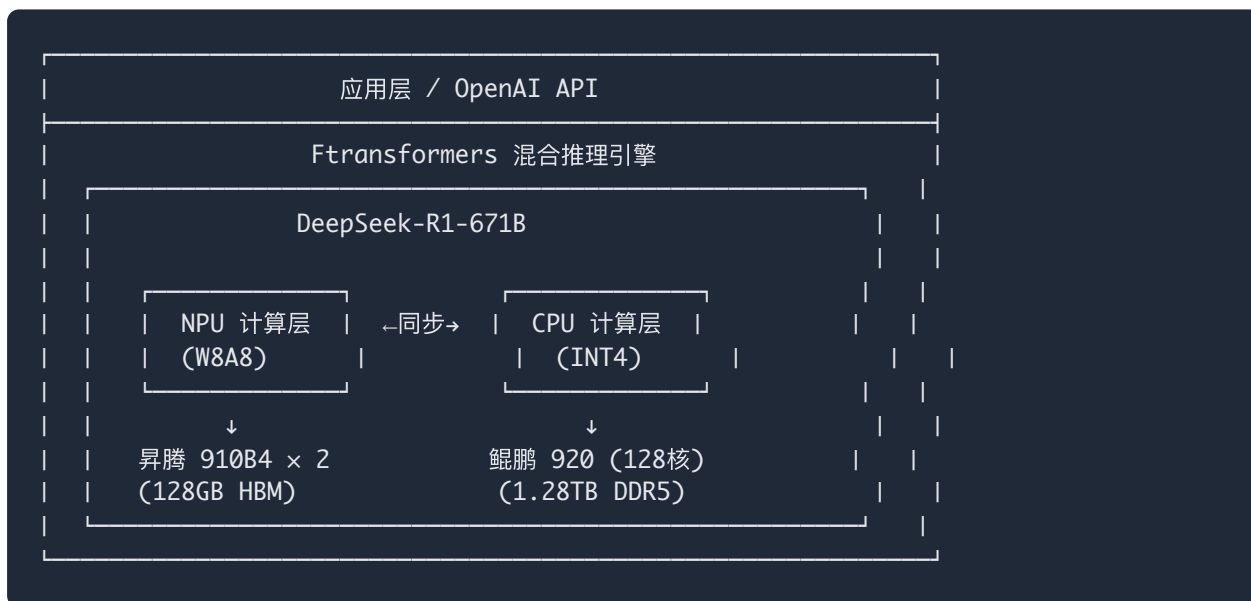 应用层 / OpenAI API
Ftransformers 混合推理引擎
DeepSeek-R1-671B
NPU 计算层 ←同步→ CPU 计算层
(W8A8) (INT4)
↓ ↓
昇腾 910B4 × 2 鲲鹏 920 (128核)
(128GB HBM) (1.28TB DDR5)